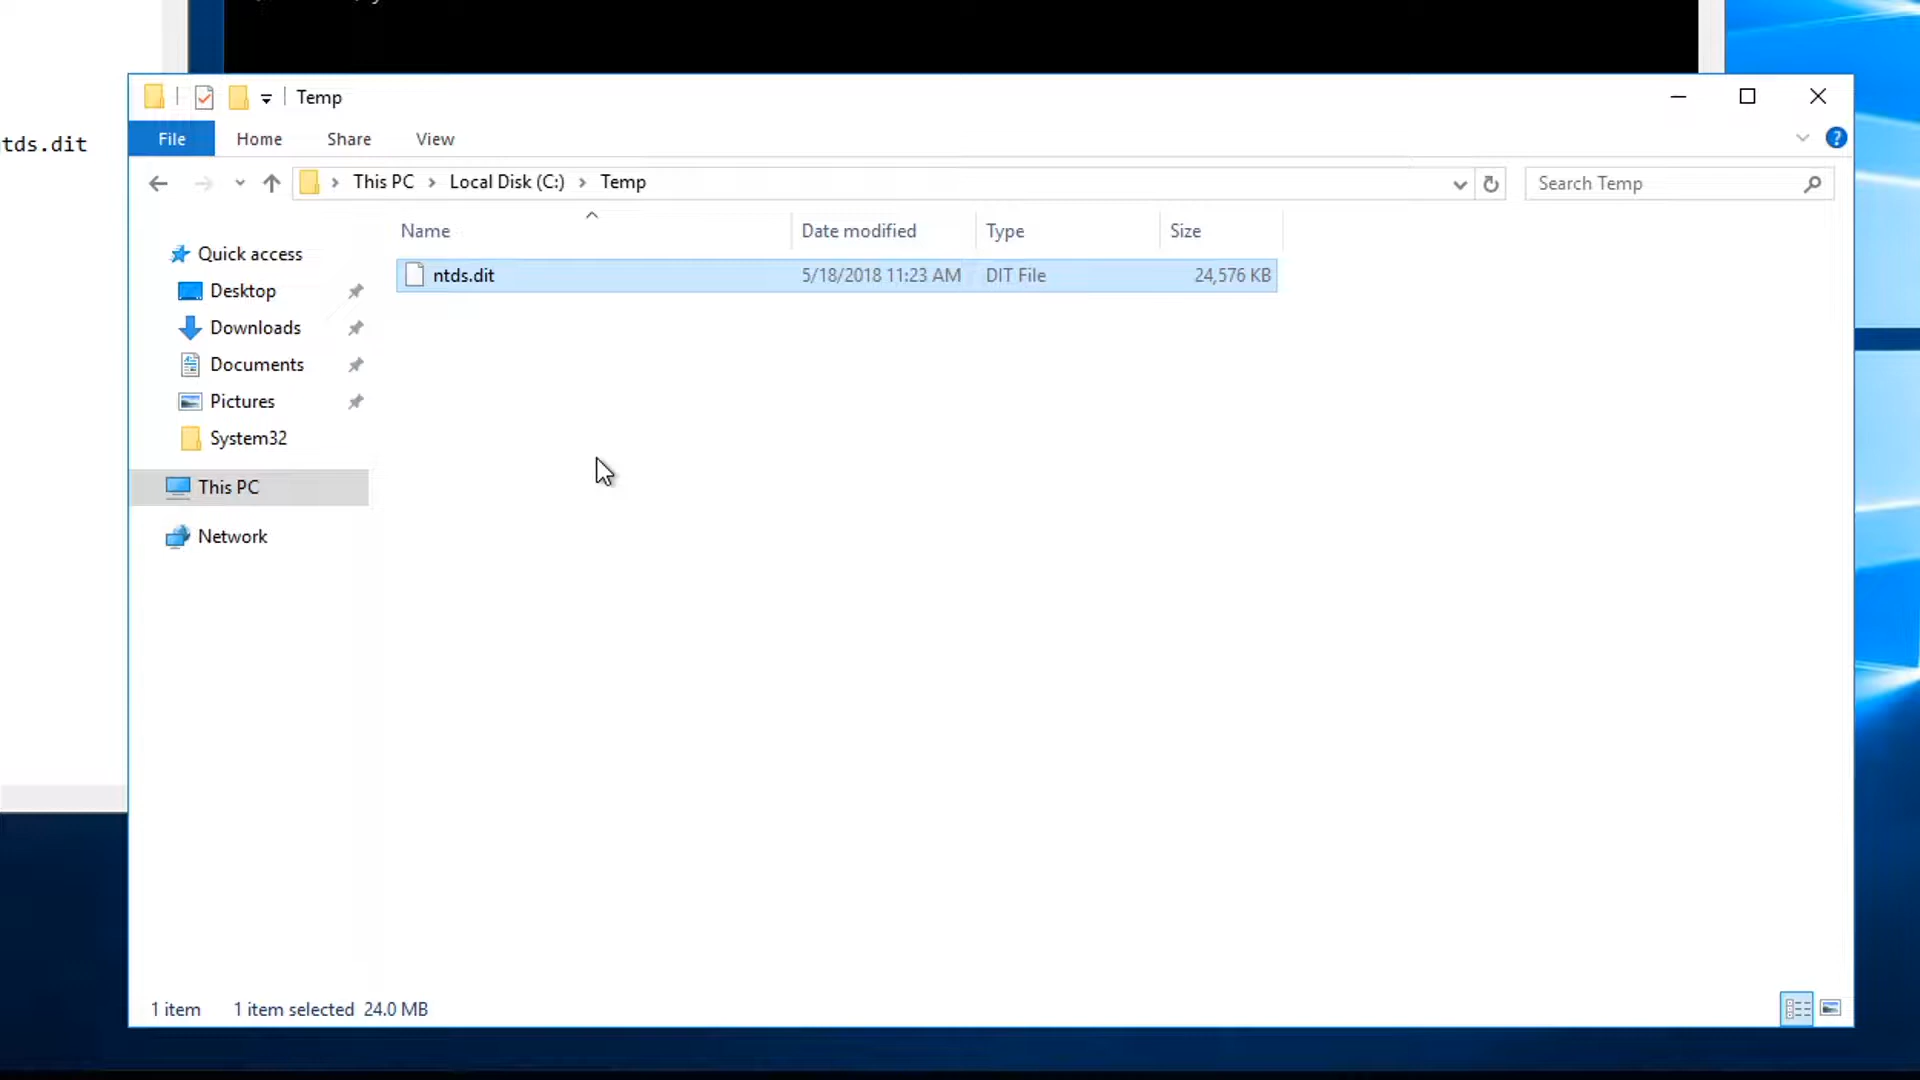 Temp
File Home Share View
tds.dit
This PC Local Disk (C:) Temp
Search Temp
Name Date modified Type Size
ntds.dit 5/18/2018 11:23 AM DIT File 24,576 KB
Quick access
Desktop
Downloads
Documents
Pictures
System32
This PC
Network
1 item 1 item selected 24.0 MB